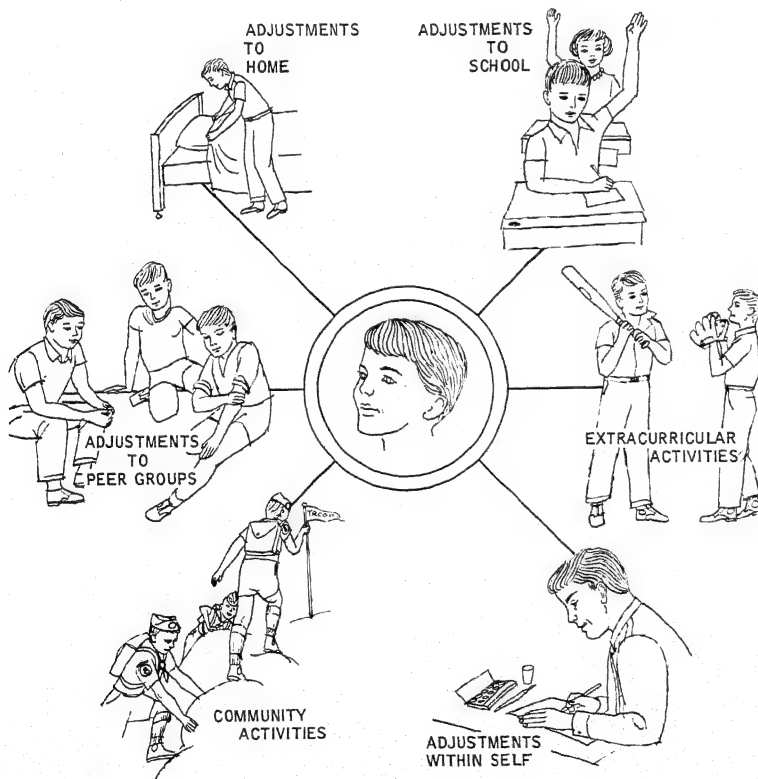 ADJUSTMENTS
TO
HOME
ADJUSTMENTS
TO
SCHOOL
ADJUSTMENTS
TO
PEER GROUPS
EXTRACURRICULAR
ACTIVITIES
COMMUNITY
ACTIVITIES
ADJUSTMENTS
WITHIN SELF